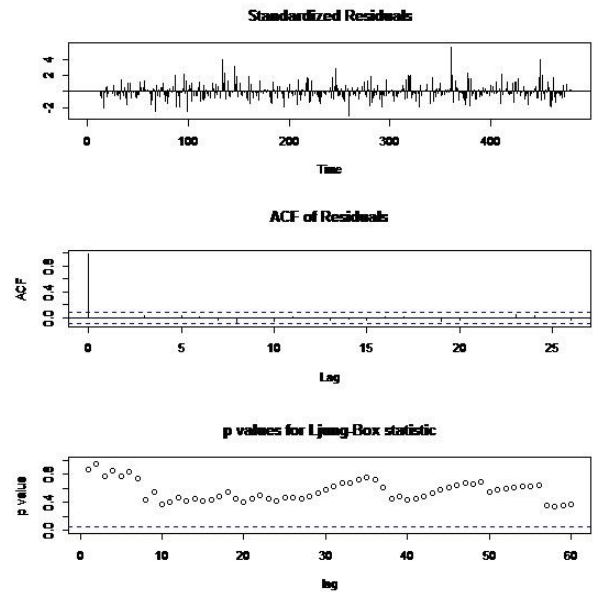 Standardized Residuals
4
2
-2
0 100 200 300 400
Time
ACF of Residuals
ACF
0.8
0.0
0 5 10 15 20 25
Lag
p values for Ljung-Box statistic
p value
0.8
0.4
0.0
0 10 20 30 40 50 60
lag